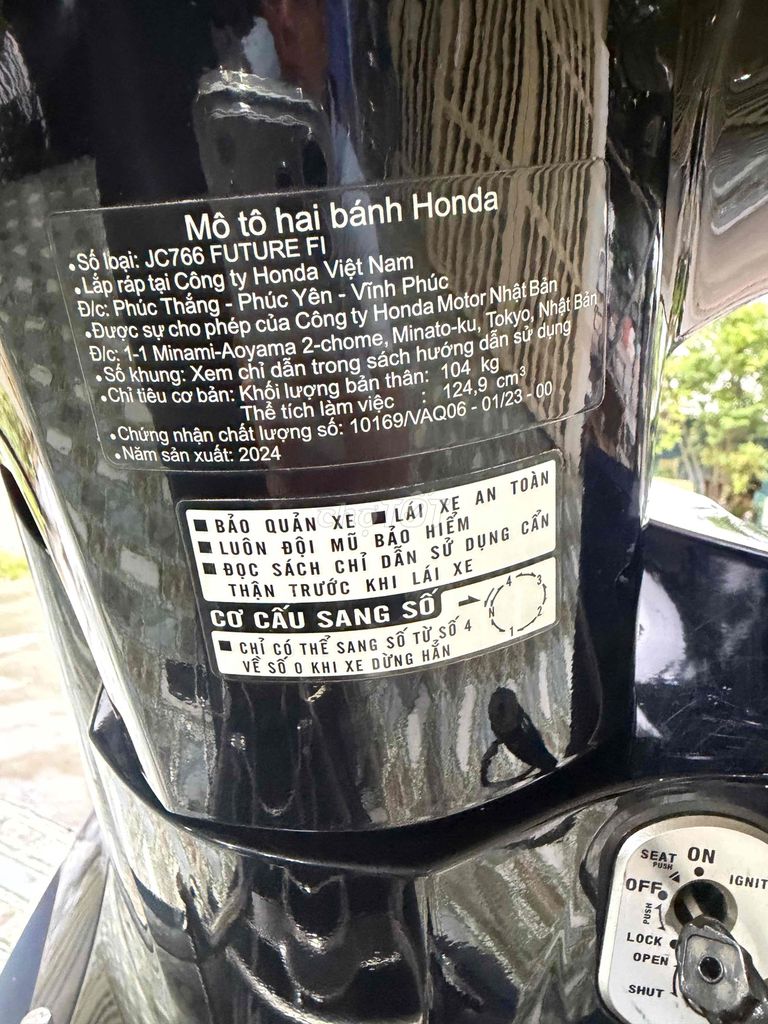 Mô tô hai bánh Honda
•Số loại: JC766 FUTURE FI
•Lắp ráp tại Công ty Honda Việt Nam
Đ/c: Phúc Thắng - Phúc Yên - Vĩnh Phúc
•Được sự cho phép của Công ty Honda Motor Nhật Bản
Đ/c: 1-1 Minami-Aoyama 2-chome, Minato-ku, Tokyo, Nhật Bản
•Số khung: Xem chỉ dẫn trong sách hướng dẫn sử dụng
•Chỉ tiêu cơ bản: Khối lượng bản thân: 104 kg
Thể tích làm việc : 124,9 cm³
•Chứng nhận chất lượng số: 10169/VAQ06 - 01/23 - 00
•Năm sản xuất: 2024
chợTỐT
■ BẢO QUẢN XE ■ LÁI XE AN TOÀN
■ LUÔN ĐỘI MŨ BẢO HIỂM
■ ĐỌC SÁCH CHỈ DẪN SỬ DỤNG CẨN
THẬN TRƯỚC KHI LÁI XE
CƠ CẤU SANG SỐ
N 4 3 2 1
■ CHỈ CÓ THỂ SANG SỐ TỪ SỐ 4
VỀ SỐ 0 KHI XE DỪNG HẲN
SEAT ON
PUSH
IGNIT
OFF
PUSH
LOCK
OPEN
SHUT